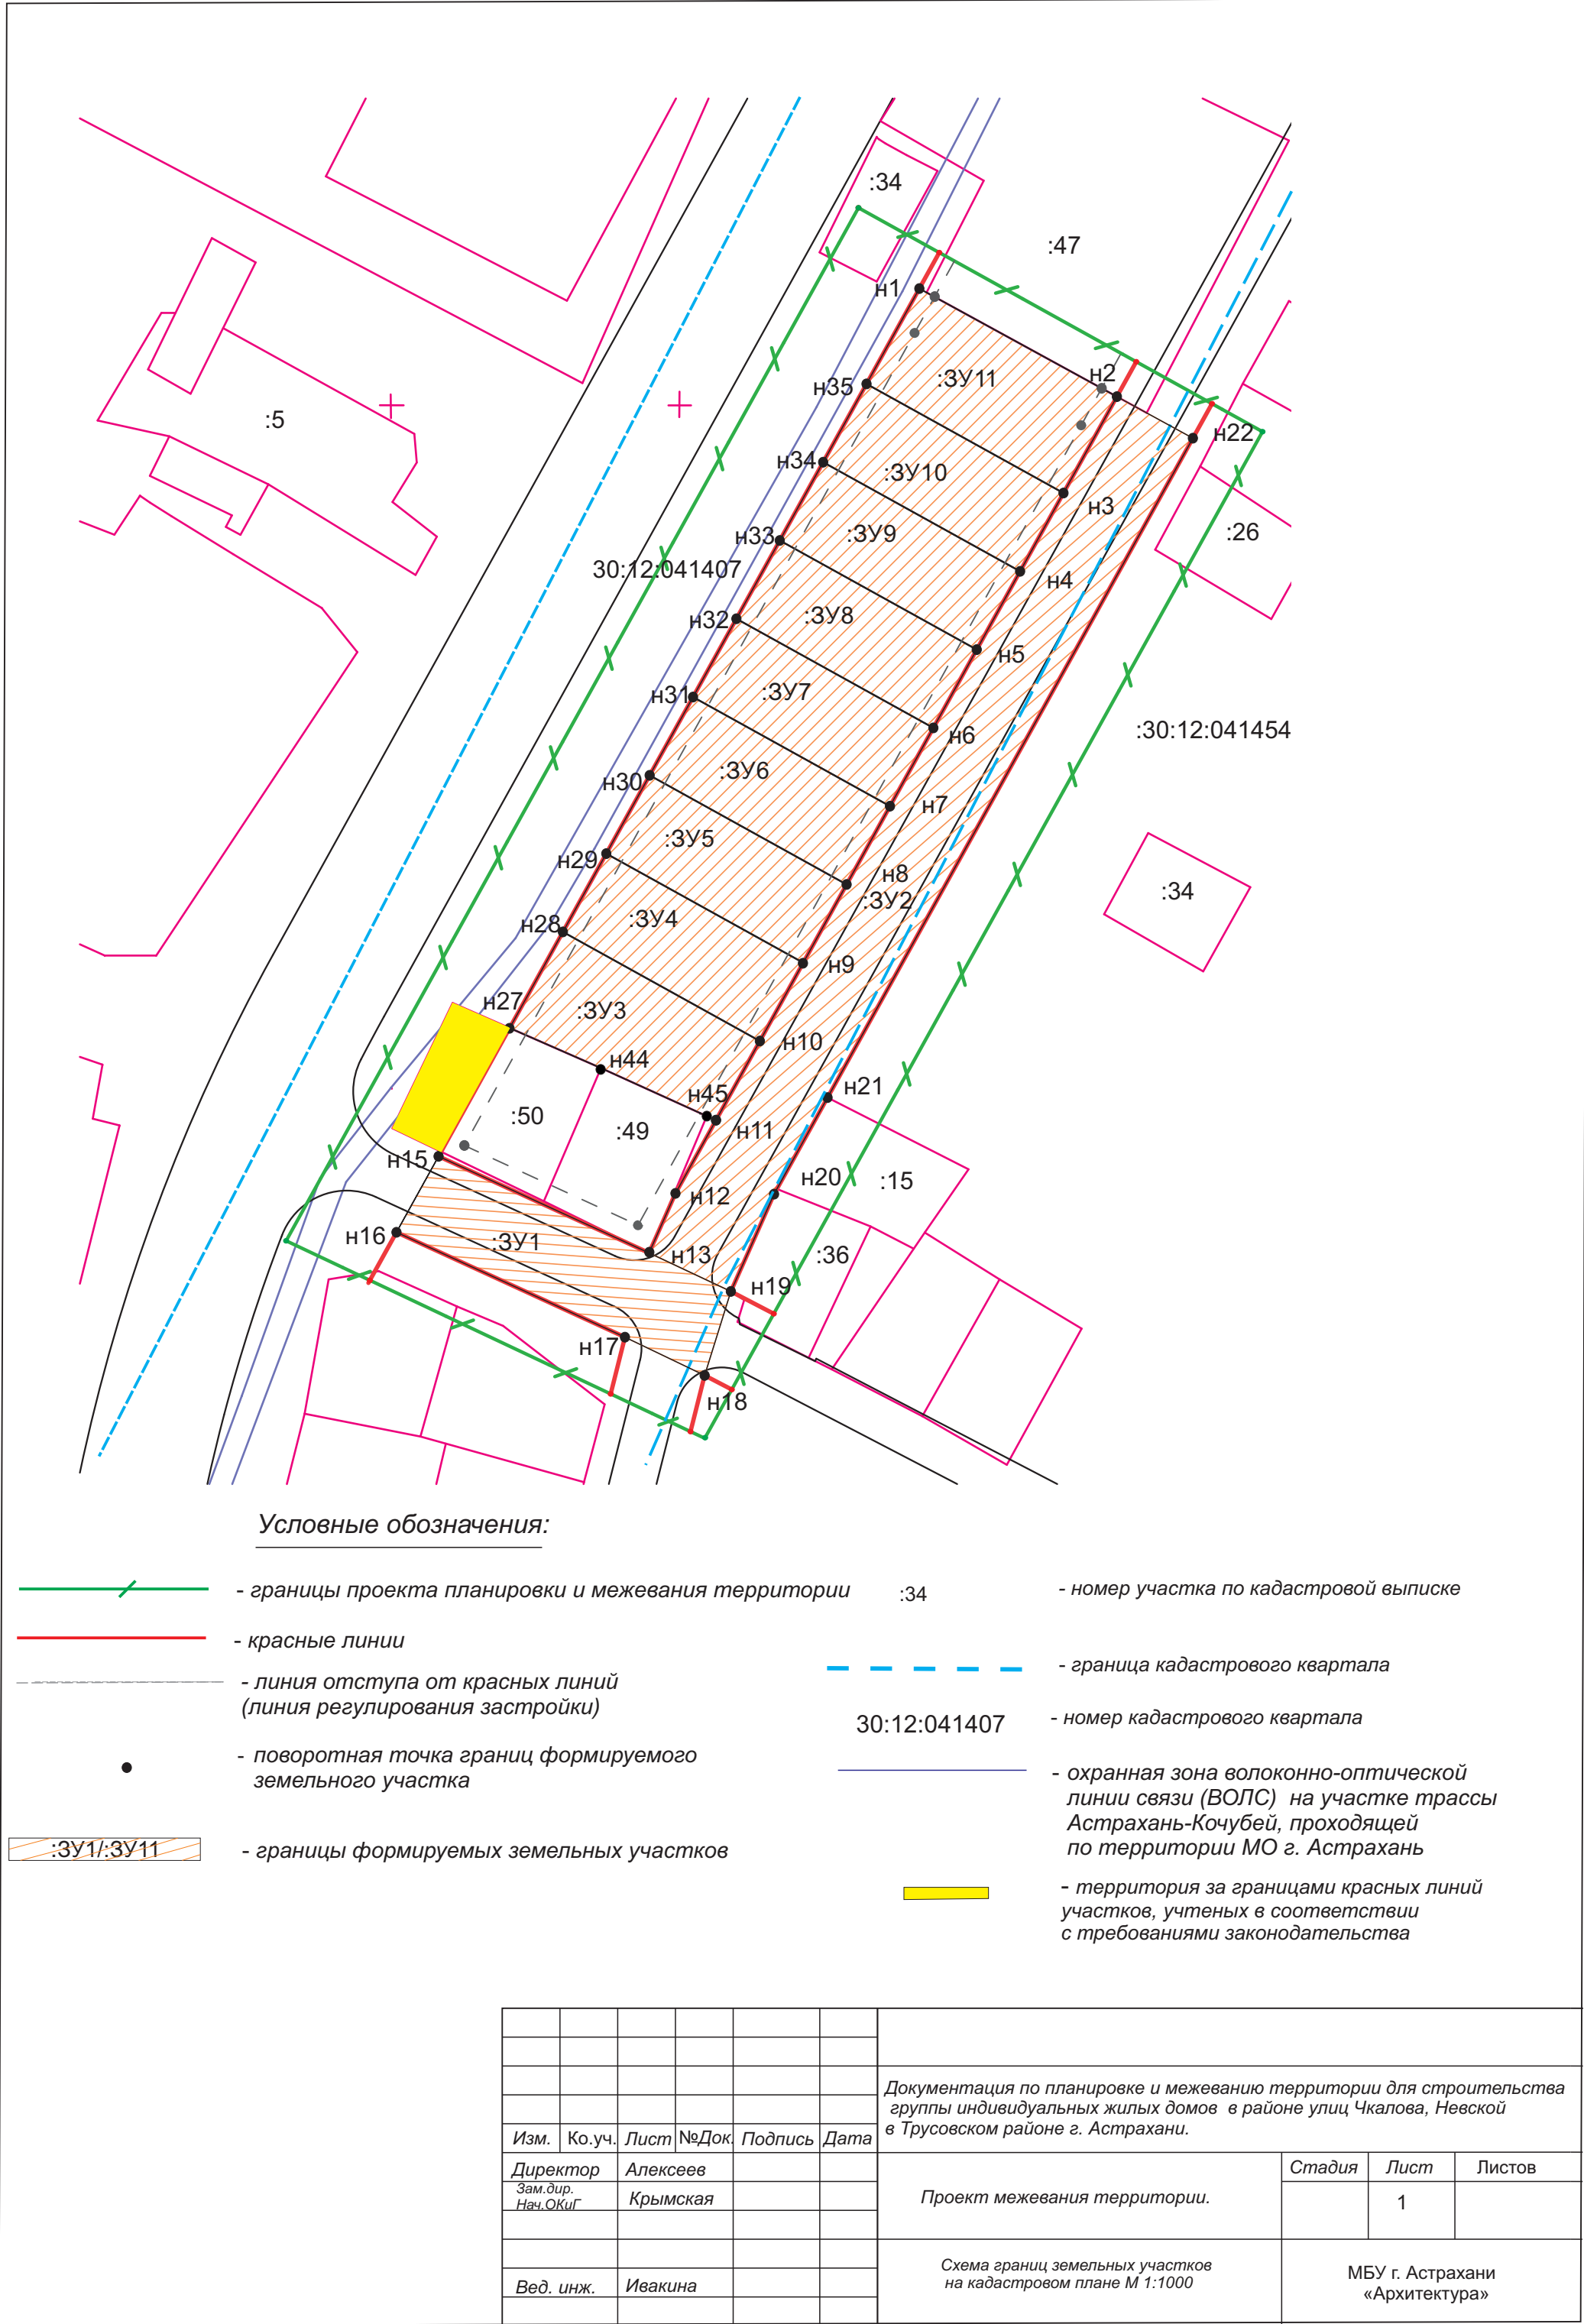 :34
:47
н1
н2
:ЗУ11
н35
:5
н22
н34
:ЗУ10
н3
:26
н33
:ЗУ9
30:12:041407
н4
н32
:ЗУ8
н5
н31
:ЗУ7
н6
:30:12:041454
н30
:ЗУ6
н7
н29
:ЗУ5
н8
:ЗУ2
:34
н28
:ЗУ4
н9
н27
:ЗУ3
н10
н44
н21
н45
:50
:49
н11
н15
н20
:15
н12
н16
:ЗУ1
н13
:36
н19
н17
н18
Условные обозначения:
- границы проекта планировки и межевания территории
- красные линии
- линия отступа от красных линий
(линия регулирования застройки)
- поворотная точка границ формируемого
земельного участка
:ЗУ1/:ЗУ11
- границы формируемых земельных участков
:34
- номер участка по кадастровой выписке
- граница кадастрового квартала
30:12:041407
- номер кадастрового квартала
- охранная зона волоконно-оптической
линии связи (ВОЛС) на участке трассы
Астрахань-Кочубей, проходящей
по территории МО г. Астрахань
- территория за границами красных линий
участков, учтеных в соответствии
с требованиями законодательства
Документация по планировке и межеванию территории для строительства
группы индивидуальных жилых домов в районе улиц Чкалова, Невской
в Трусовском районе г. Астрахани.
Изм. Ко.уч. Лист №Док. Подпись Дата
Директор Алексеев
Зам.дир.
Нач.ОКиГ
Крымская
Проект межевания территории.
Стадия Лист Листов
1
Вед. инж. Ивакина
Схема границ земельных участков
на кадастровом плане М 1:1000
МБУ г. Астрахани
«Архитектура»